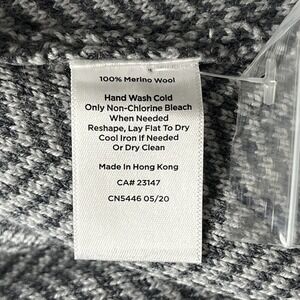 100% Merino Wool
Hand Wash Cold
Only Non-Chlorine Bleach
When Needed
Reshape, Lay Flat To Dry
Cool Iron If Needed
Or Dry Clean
Made In Hong Kong
CA# 23147
CN5446 05/20